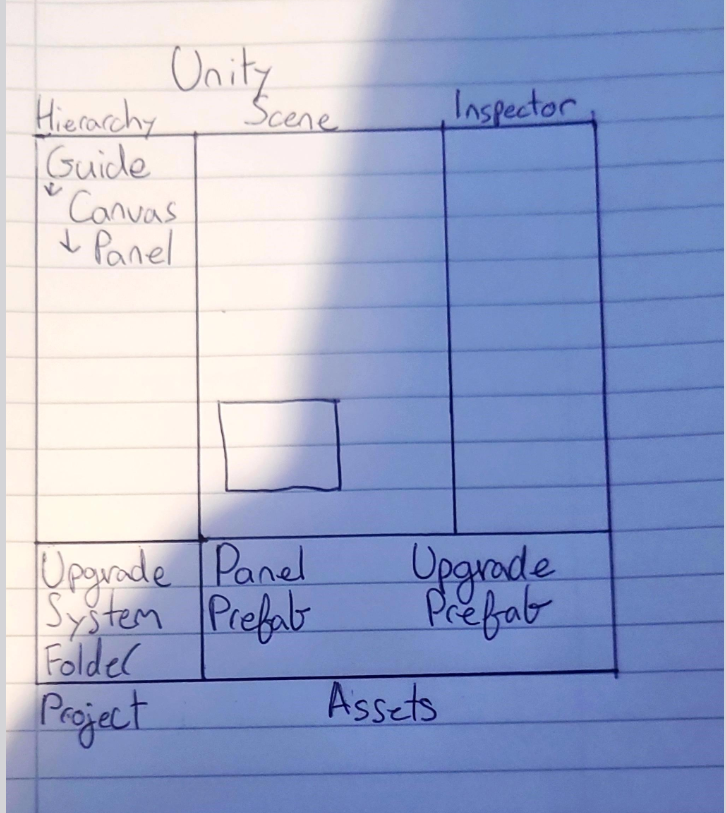 Unity
Hierarchy Scene Inspector
Guide
Canvas
Panel
Upgrade
System
Folder
Panel
Prefab
Upgrade
Prefab
Project
Assets